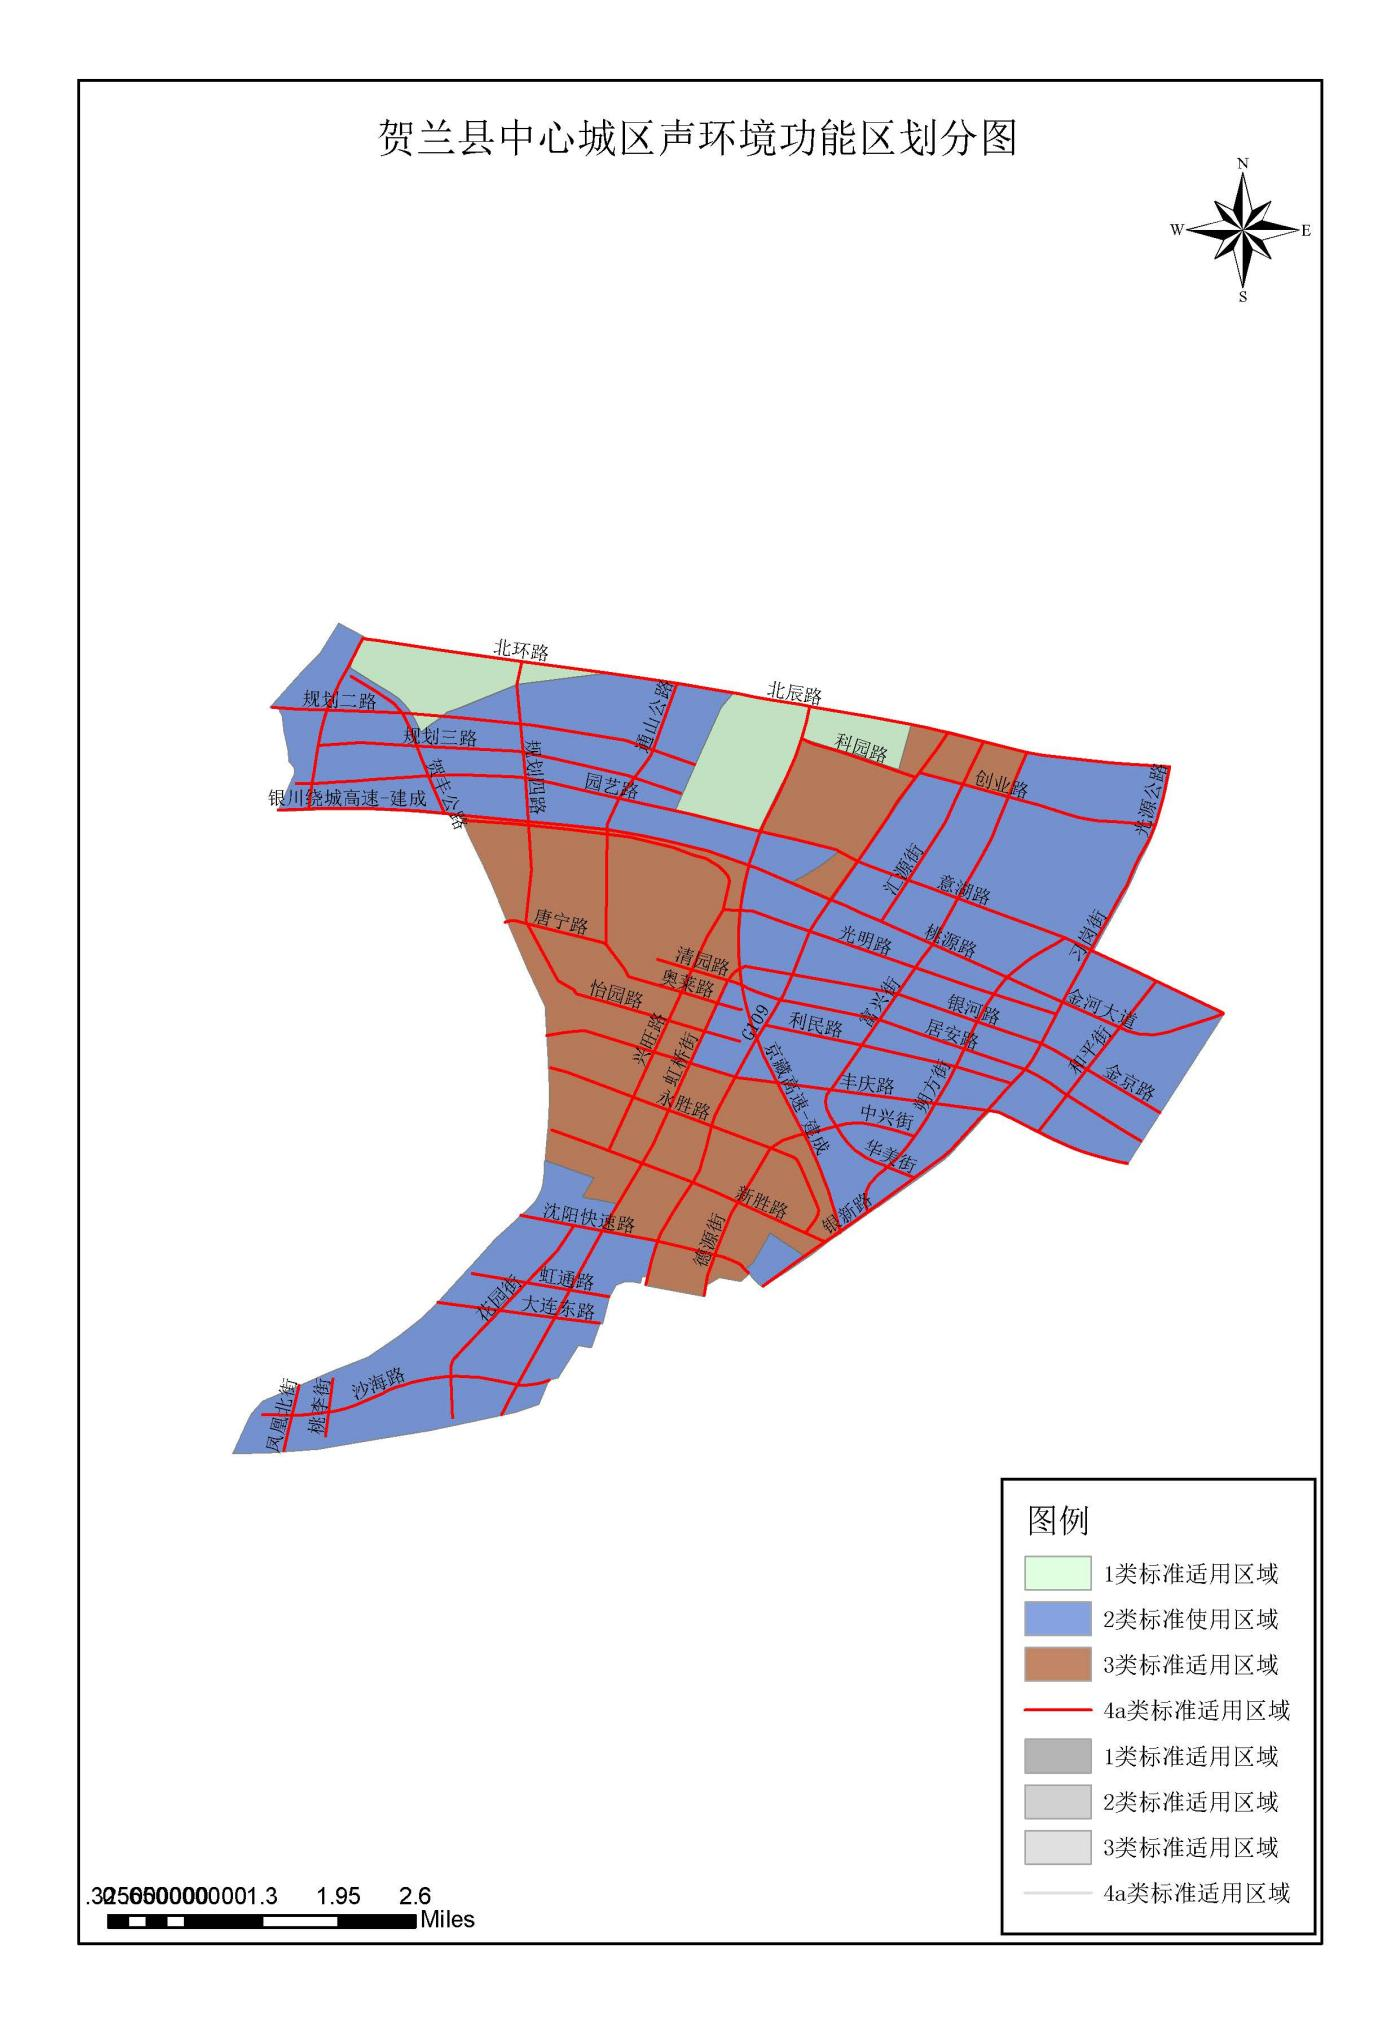 贺兰县中心城区声环境功能区划分图
N
W
E
S
北环路
北辰路
规划二路
通山公路
规划三路
科园路
贺丰公路
规划四路
园艺路
创业路
光源公路
银川绕城高速-建成
汇源街
意湖路
唐宁路
光明路
桃源路
习岗街
清园路
奥莱路
怡园路
富兴街
银河路
金河大道
兴旺路
虹桥街
G109
利民路
居安路
和平街
京藏高速-建成
丰庆路
朔方街
金京路
永胜路
中兴街
华美街
新胜路
银新路
沈阳快速路
德源街
虹通路
花园街
大连东路
沙海路
凤凰北街
桃李街
图例
1类标准适用区域
2类标准使用区域
3类标准适用区域
4a类标准适用区域
1类标准适用区域
2类标准适用区域
3类标准适用区域
4a类标准适用区域
1.3 1.95 2.6
Miles